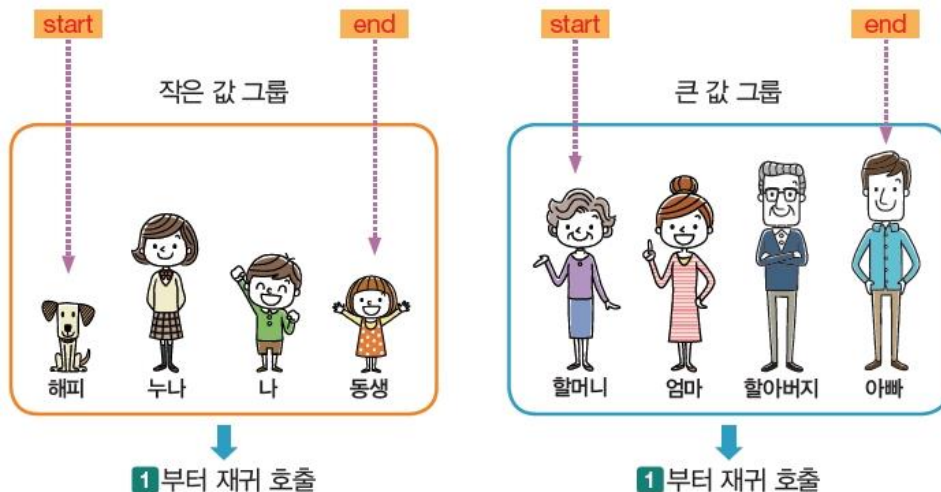 start end start end
작은 값 그룹 큰 값 그룹
해피 누나 나 동생 할머니 엄마 할아버지 아빠
1 부터 재귀 호출 1 부터 재귀 호출